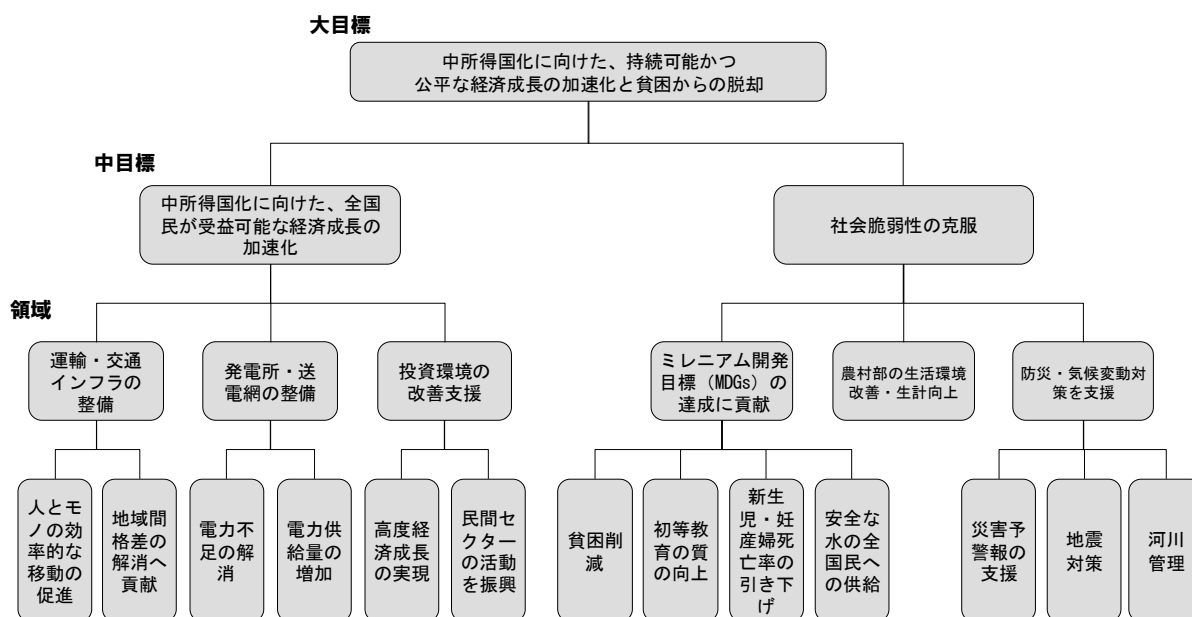 大目標
中所得国化に向けた、持続可能かつ
公平な経済成長の加速化と貧困からの脱却
中目標
中所得国化に向けた、全国
民が受益可能な経済成長の
加速化
社会脆弱性の克服
領域
運輸・交通
インフラの
整備
発電所・送
電網の整備
投資環境の
改善支援
ミレニアム開発
目標（MDGs）の
達成に貢献
農村部の生活環境
改善・生計向上
防災・気候変動対
策を支援
人とモ
ノの効
率的な
移動の
促進
地域間
格差の
解消へ
貢献
電力不
足の解
消
電力供
給量の
増加
高度経
済成長
の実現
民間セ
クター
の活動
を振興
貧困削
減
初等教
育の質
の向上
新生
児・妊
産婦死
亡率の
引き下
げ
安全な
水の全
国民へ
の供給
災害予
警報の
支援
地震
対策
河川
管理